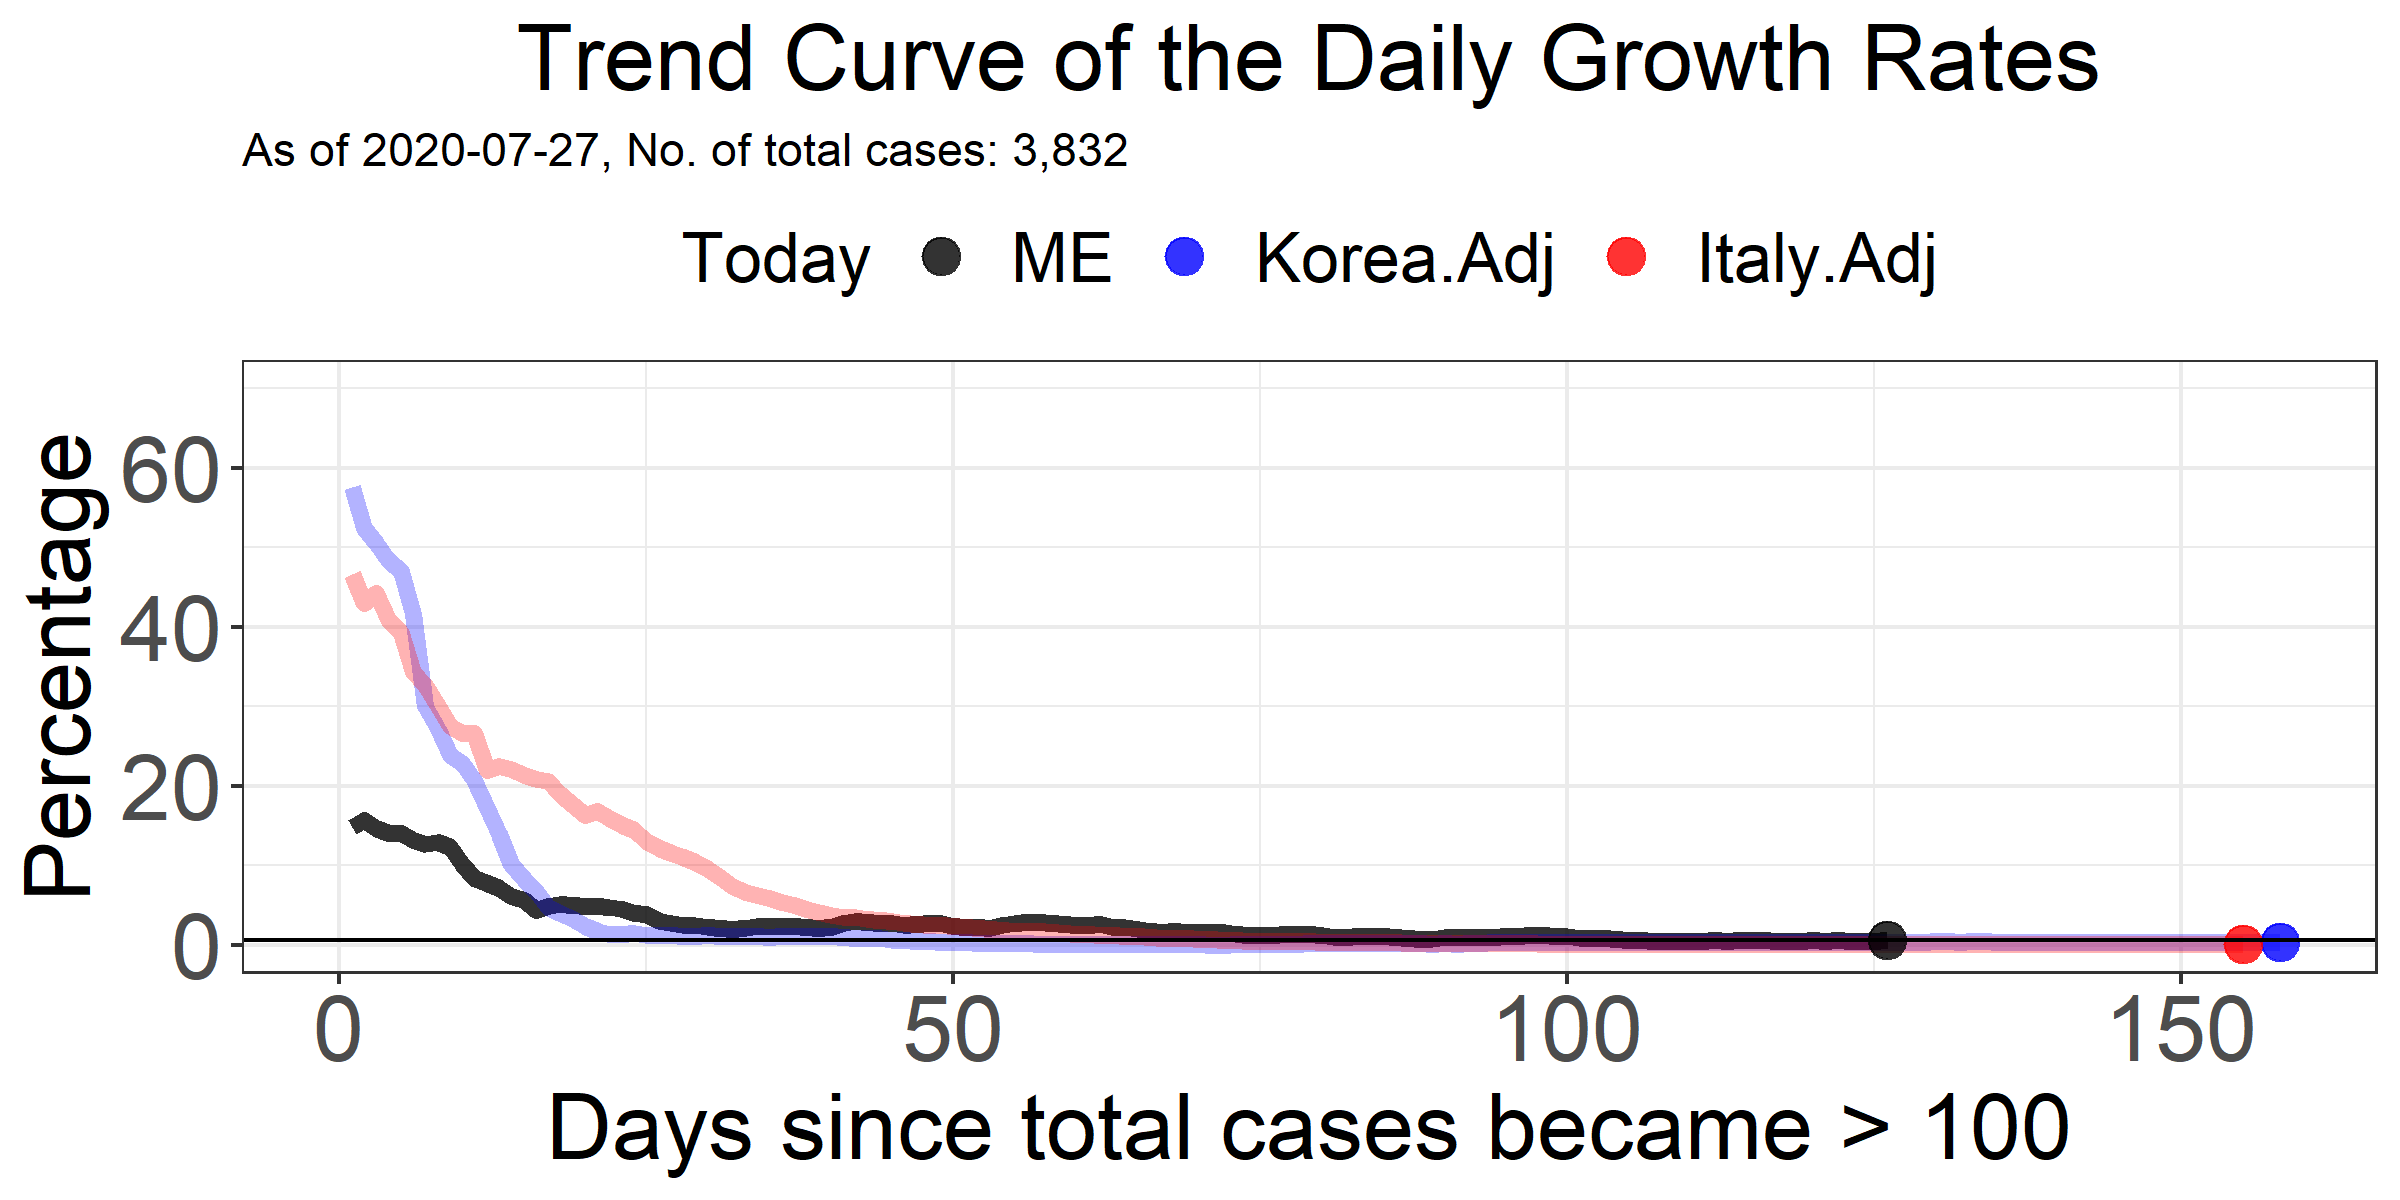 Trend Curve of the Daily Growth Rates
As of 2020-07-27, No. of total cases: 3,832
Today ME Korea.Adj Italy.Adj
Percentage
60
40
20
0
0 50 100 150
Days since total cases became > 100